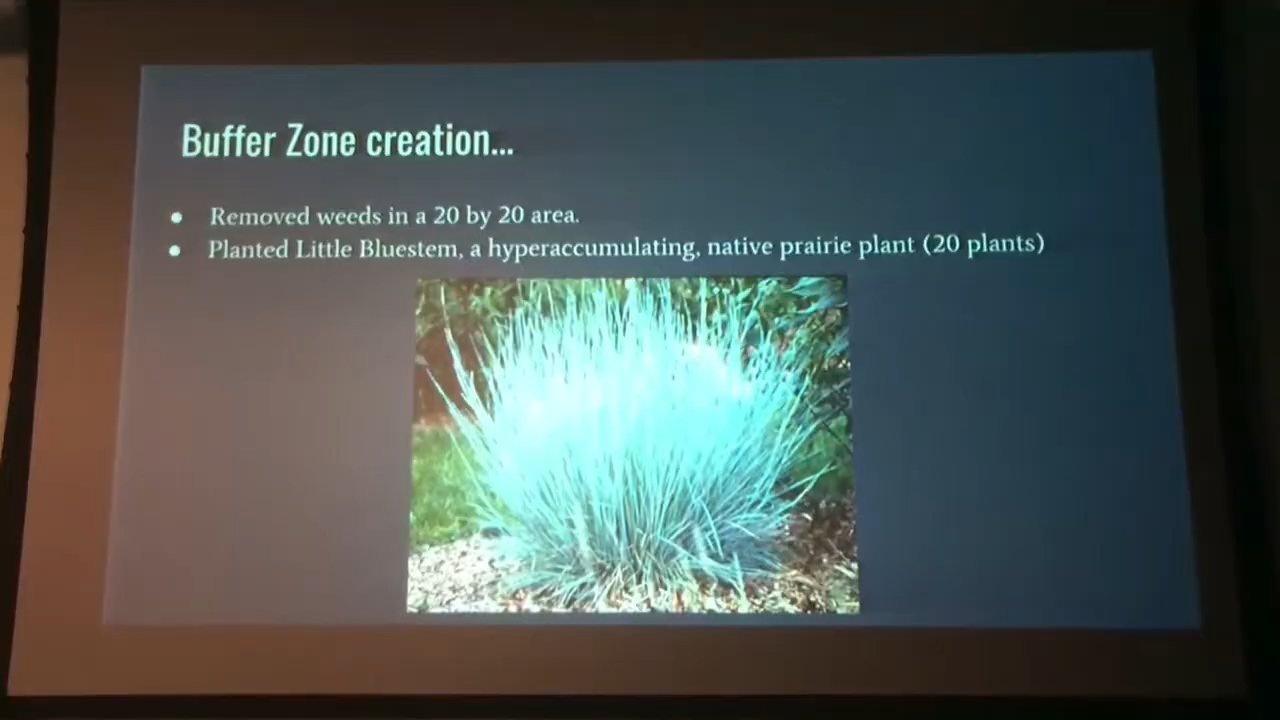 Buffer Zone creation...
● Removed weeds in a 20 by 20 area.
● Planted Little Bluestem, a hyperaccumulating, native prairie plant (20 plants)